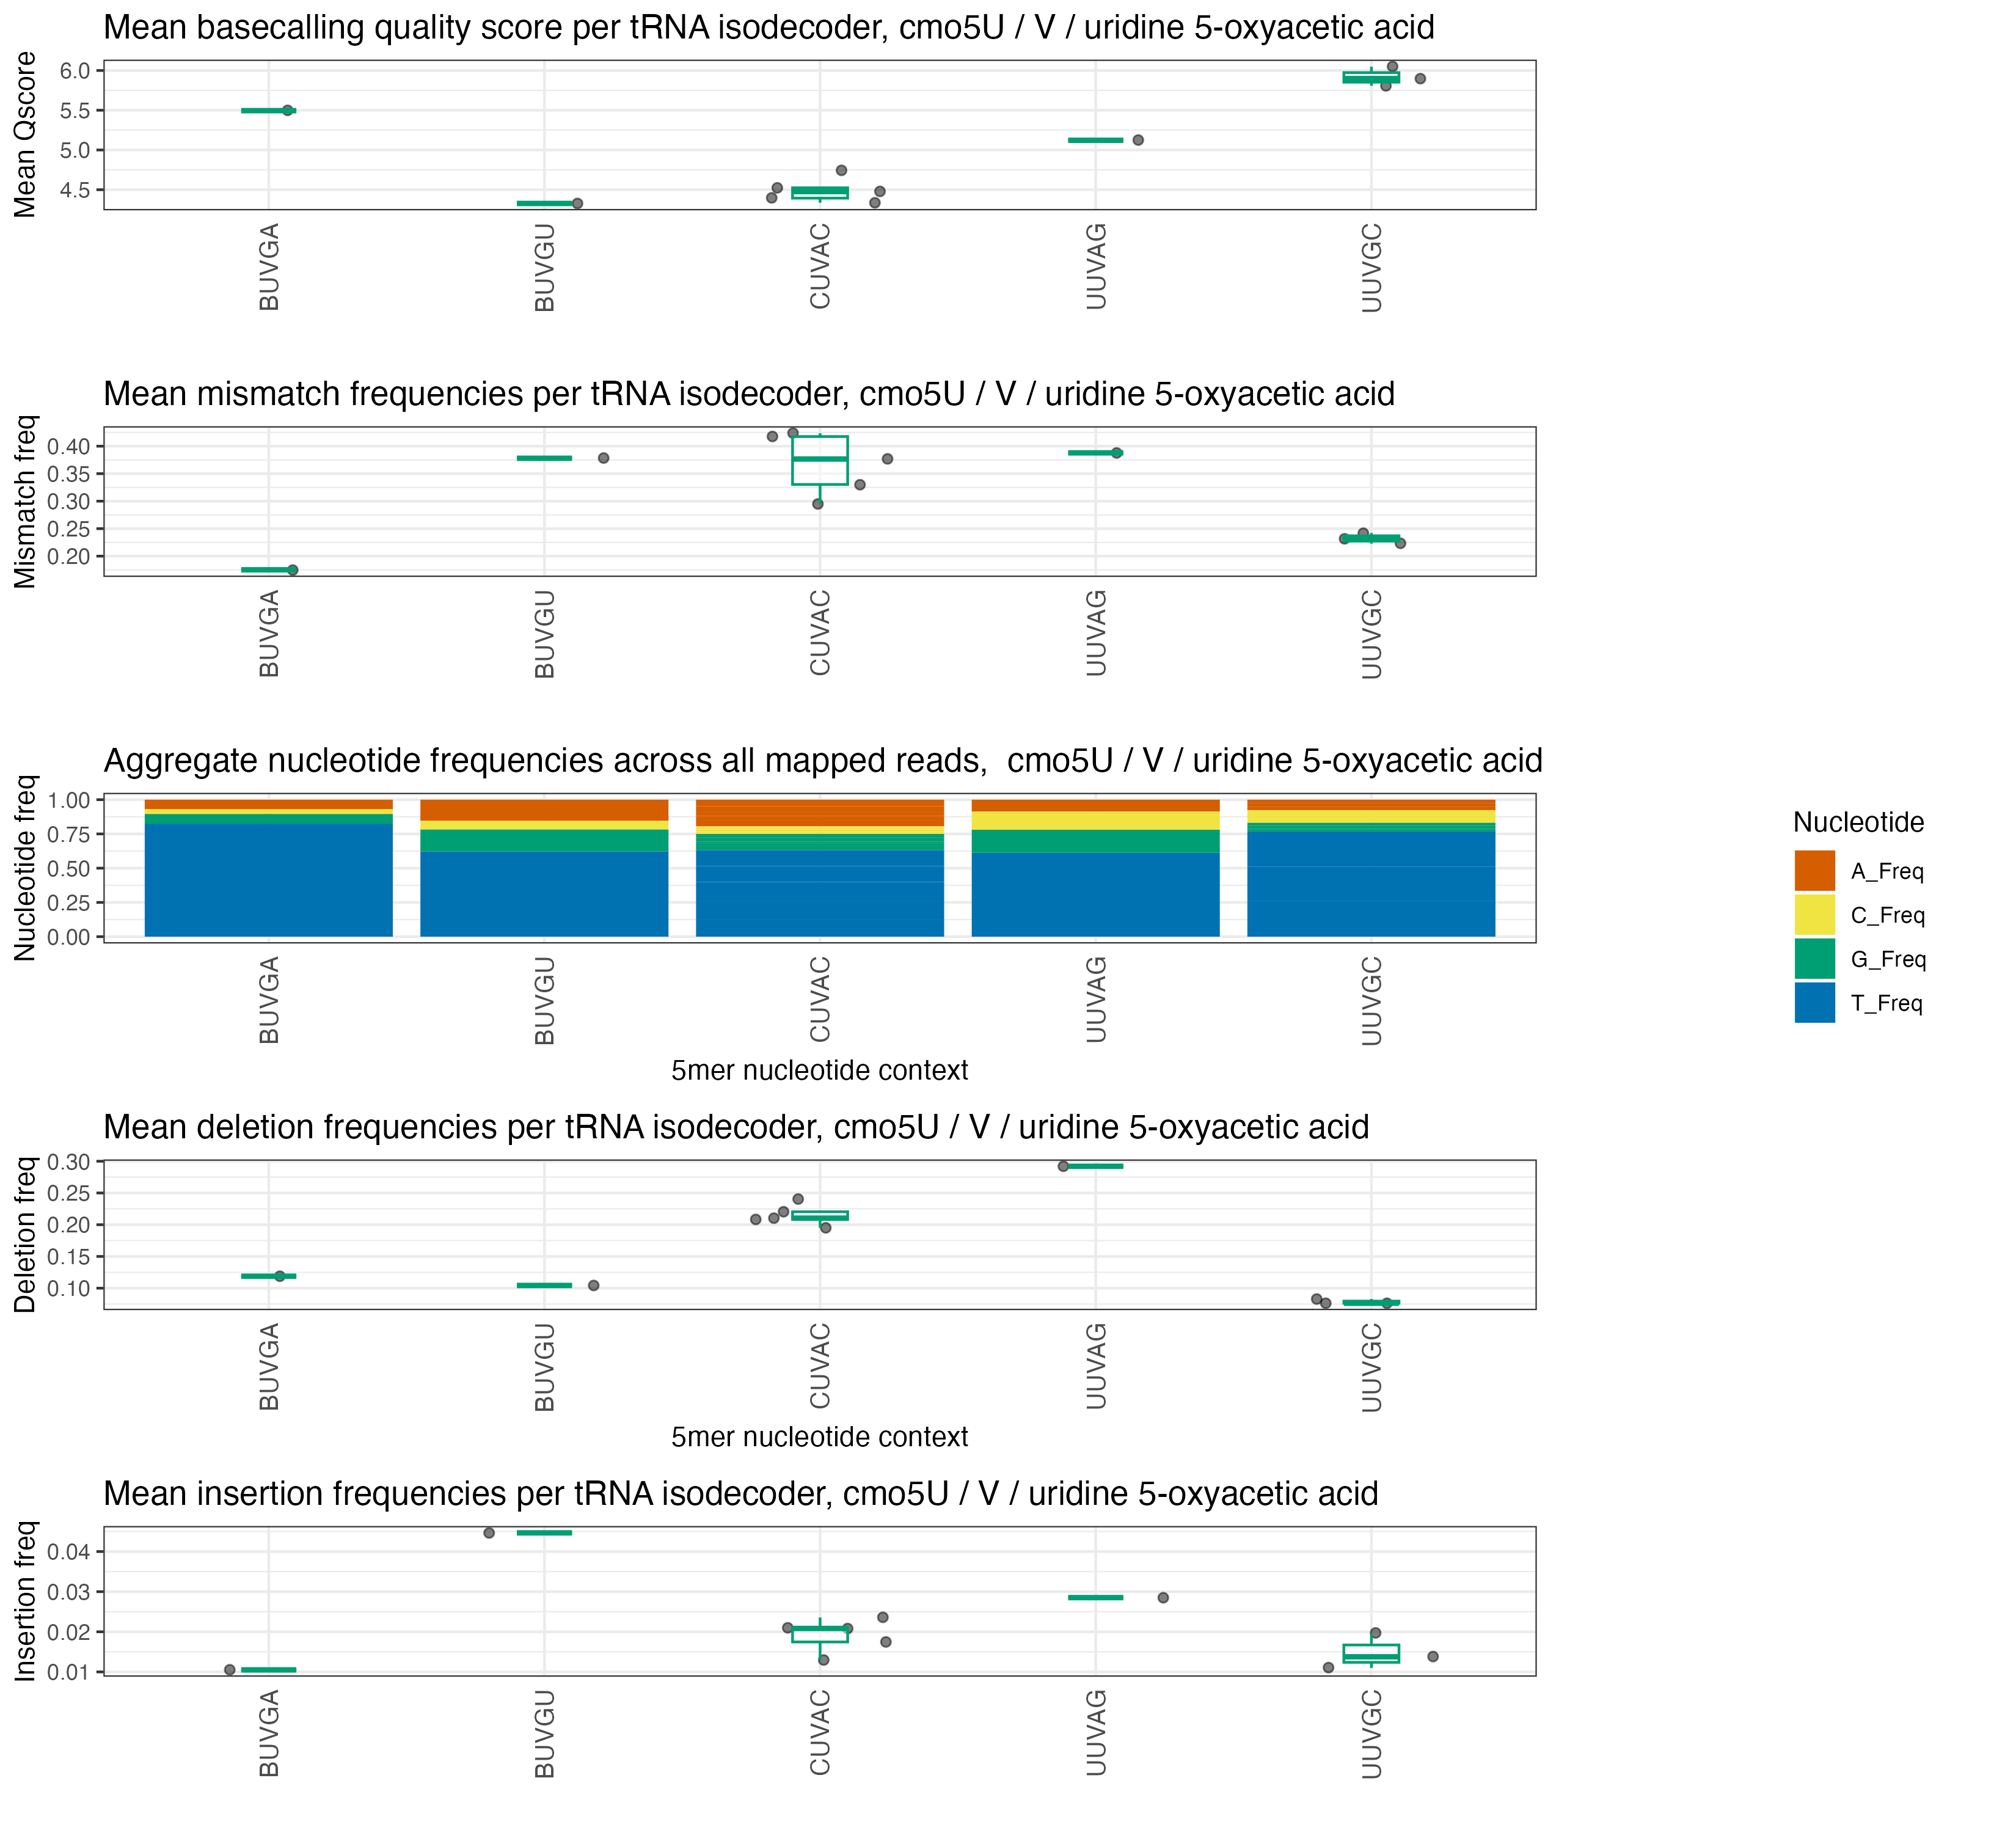 Mean basecalling quality score per tRNA isodecoder, cmo5U / V / uridine 5-oxyacetic acid
Mean Qscore
6.0
5.5
5.0
4.5
BUVGA
BUVGU
CUVAC
UUVAG
UUVGC
Mean mismatch frequencies per tRNA isodecoder, cmo5U / V / uridine 5-oxyacetic acid
Mismatch freq
0.40
0.35
0.30
0.25
0.20
BUVGA
BUVGU
CUVAC
UUVAG
UUVGC
Aggregate nucleotide frequencies across all mapped reads,  cmo5U / V / uridine 5-oxyacetic acid
Nucleotide freq
1.00
0.75
0.50
0.25
0.00
BUVGA
BUVGU
CUVAC
UUVAG
UUVGC
5mer nucleotide context
Nucleotide
A_Freq
C_Freq
G_Freq
T_Freq
Mean deletion frequencies per tRNA isodecoder, cmo5U / V / uridine 5-oxyacetic acid
Deletion freq
0.30
0.25
0.20
0.15
0.10
BUVGA
BUVGU
CUVAC
UUVAG
UUVGC
5mer nucleotide context
Mean insertion frequencies per tRNA isodecoder, cmo5U / V / uridine 5-oxyacetic acid
Insertion freq
0.04
0.03
0.02
0.01
BUVGA
BUVGU
CUVAC
UUVAG
UUVGC